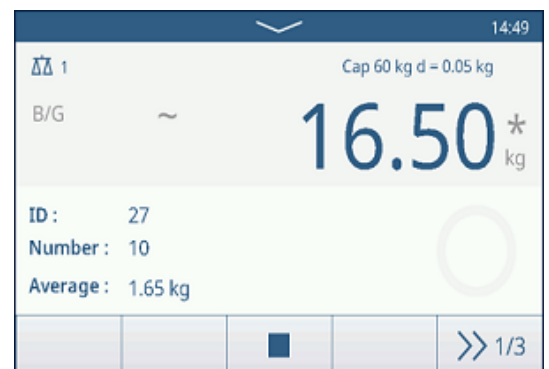 14:49
1 Cap 60 kg d = 0.05 kg
B/G ~ 16.50 * kg
ID : 27
Number : 10
Average : 1.65 kg
>> 1/3